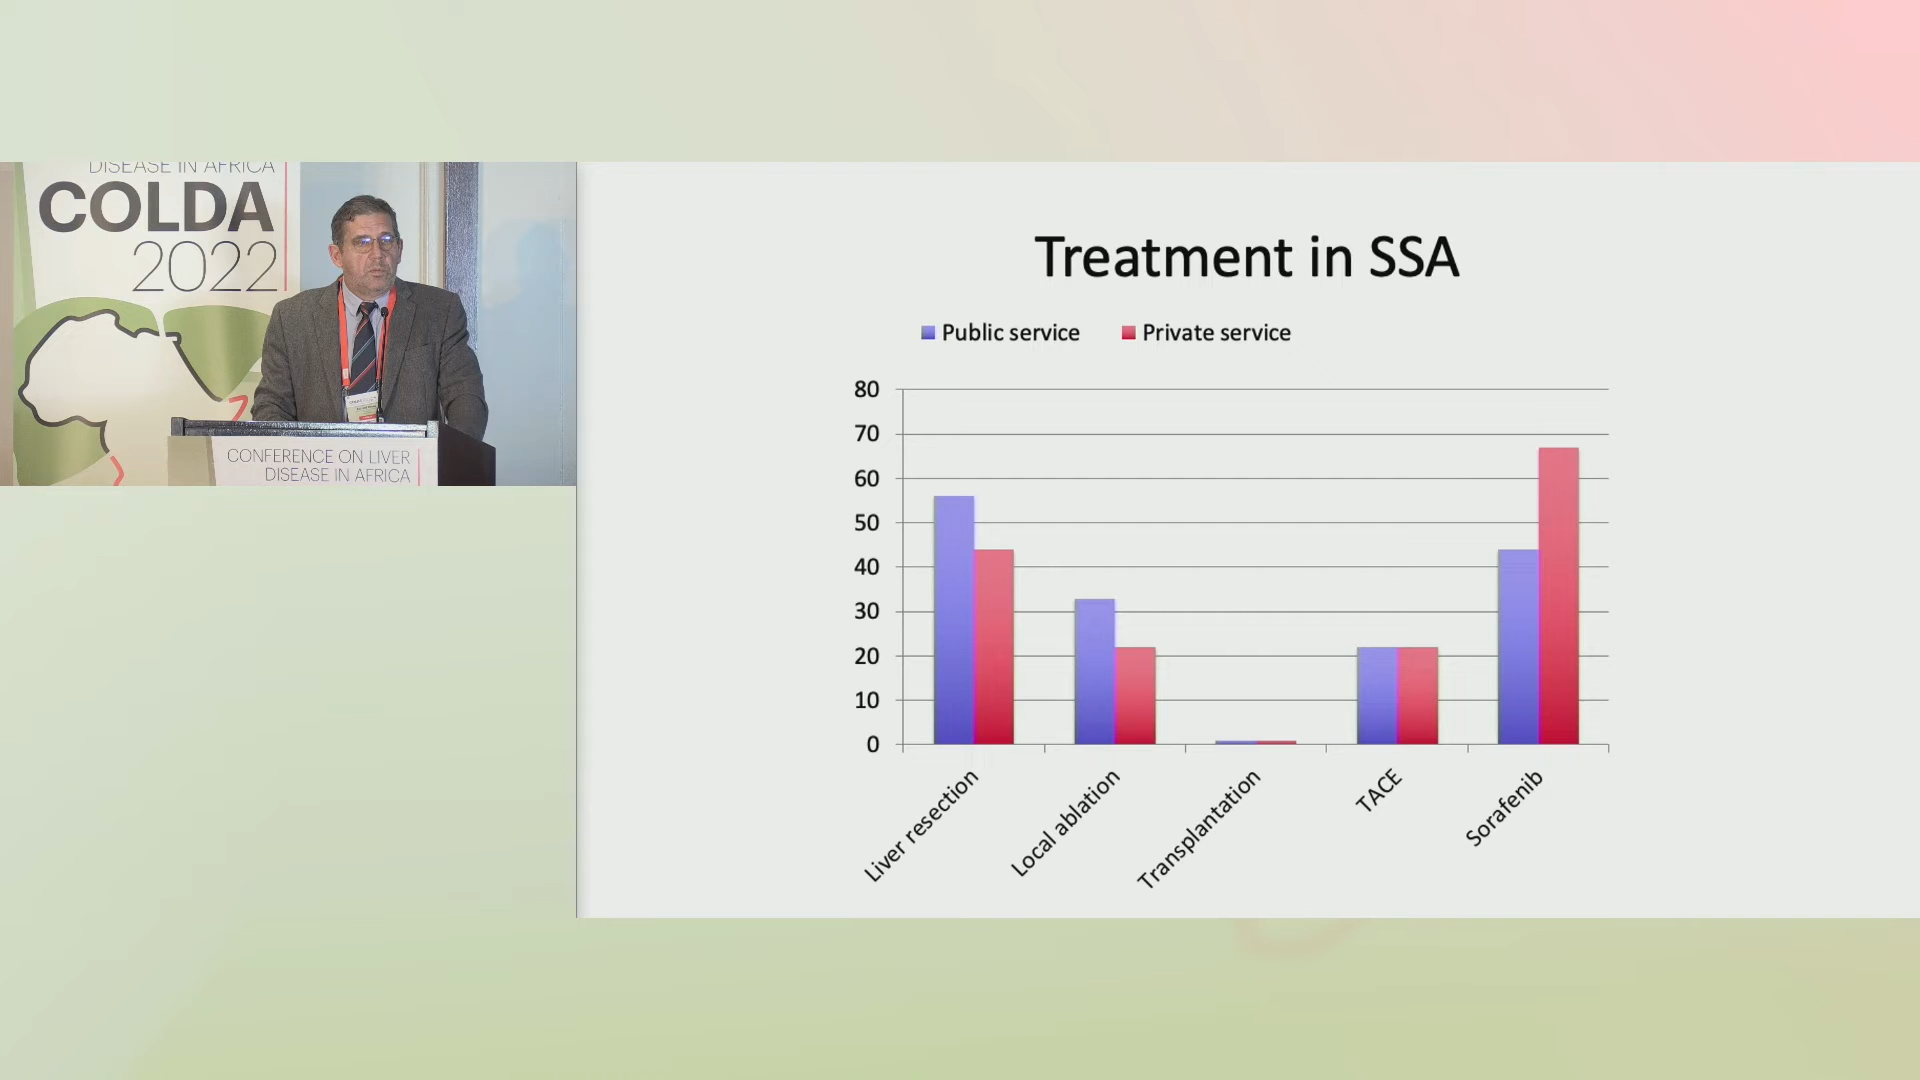 DISEASE IN AFRICA
COLDA
2022
CONFERENCE ON LIVER
DISEASE IN AFRICA
Treatment in SSA
Public service
Private service
80
70
60
50
40
30
20
10
0
Liver resection
Local ablation
Transplantation
TACE
Sorafenib